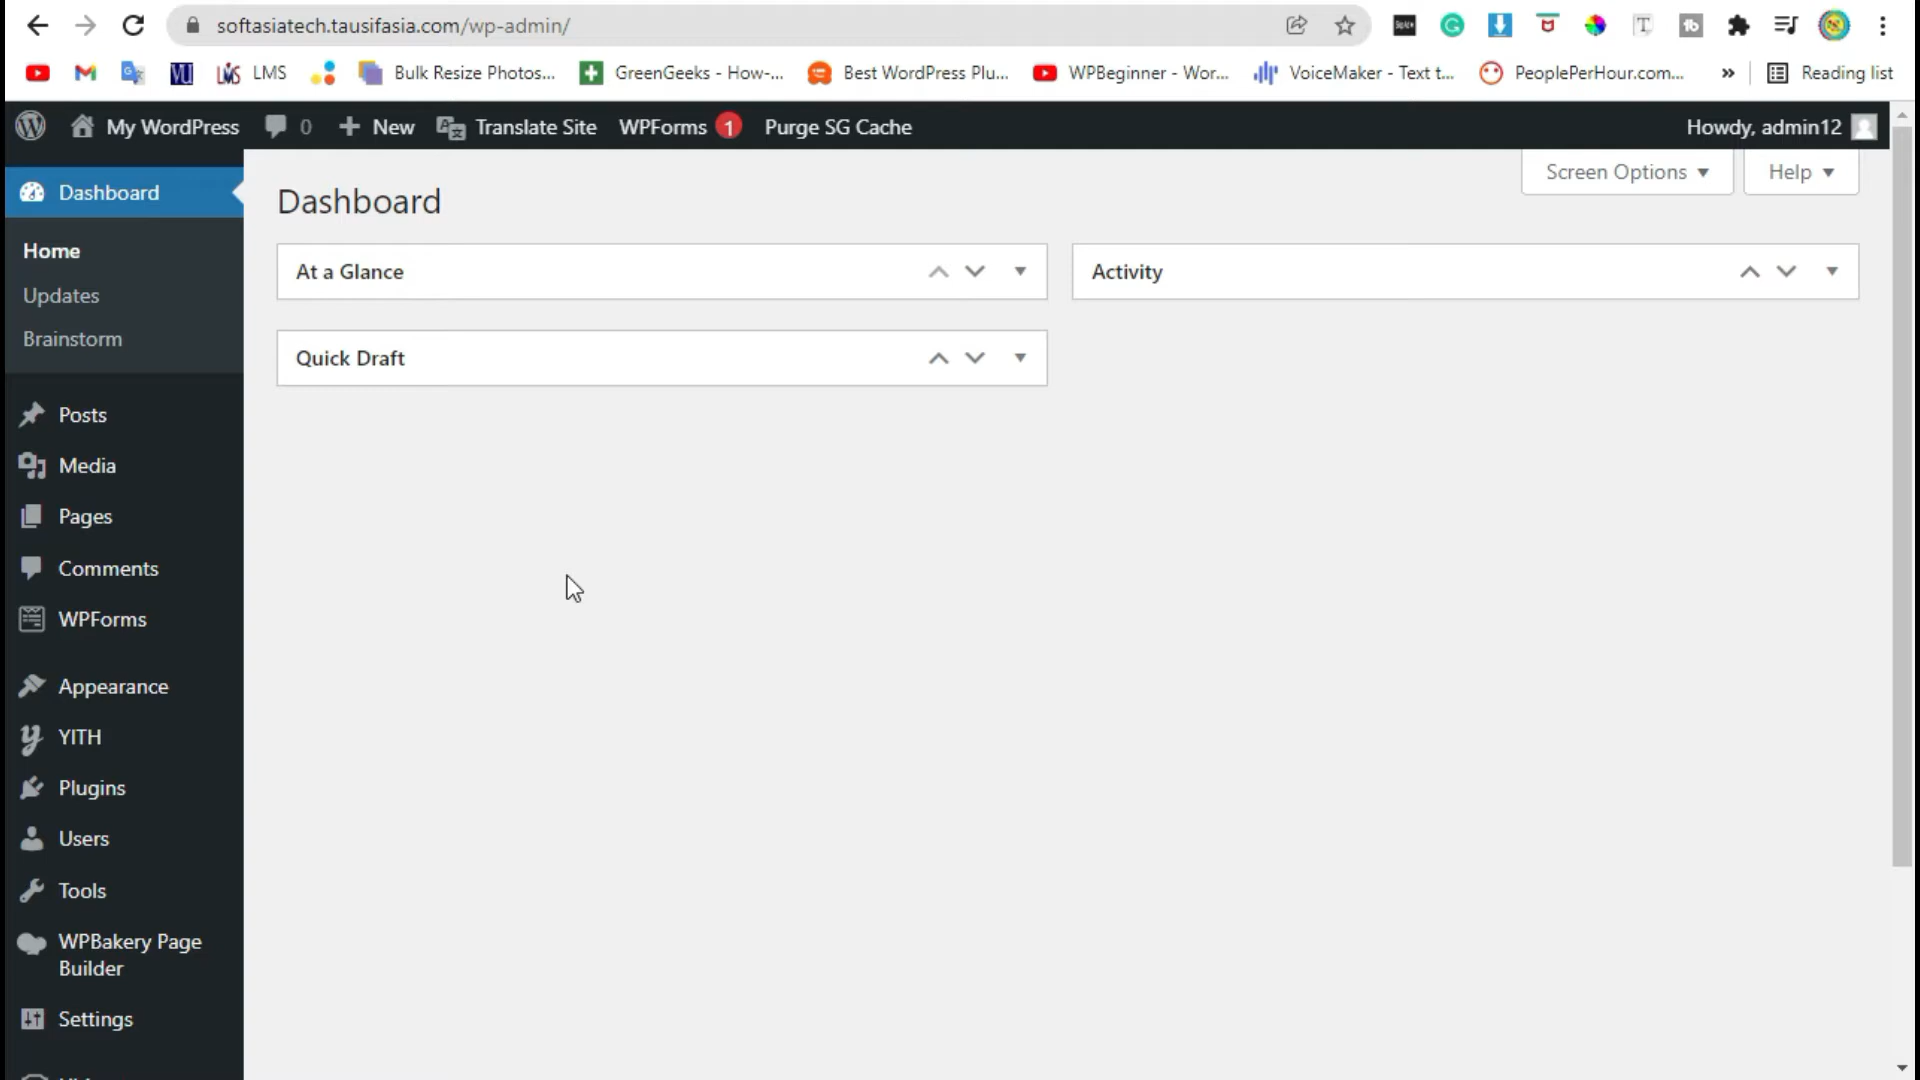 softasiatech.tausifasia.com/wp-admin/
LMS Bulk Resize Photos... GreenGeeks - How-... Best WordPress Plu... WPBeginner - Wor... VoiceMaker - Text t... PeoplePerHour.com... » Reading list
My WordPress 0 + New Translate Site WPForms 1 Purge SG Cache Howdy, admin12
Screen Options Help
Dashboard
Home
Updates
Brainstorm
Posts
Media
Pages
Comments
WPForms
Appearance
YITH
Plugins
Users
Tools
WPBakery Page
Builder
Settings
Dashboard
At a Glance
Activity
Quick Draft